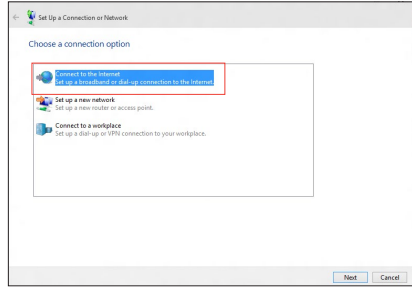 Set Up a Connection or Network
Choose a connection option
Connect to the Internet
Set up a broadband or dial-up connection to the Internet.
Set up a new network
Set up a new router or access point.
Connect to a workplace
Set up a dial-up or VPN connection to your workplace.
Next Cancel